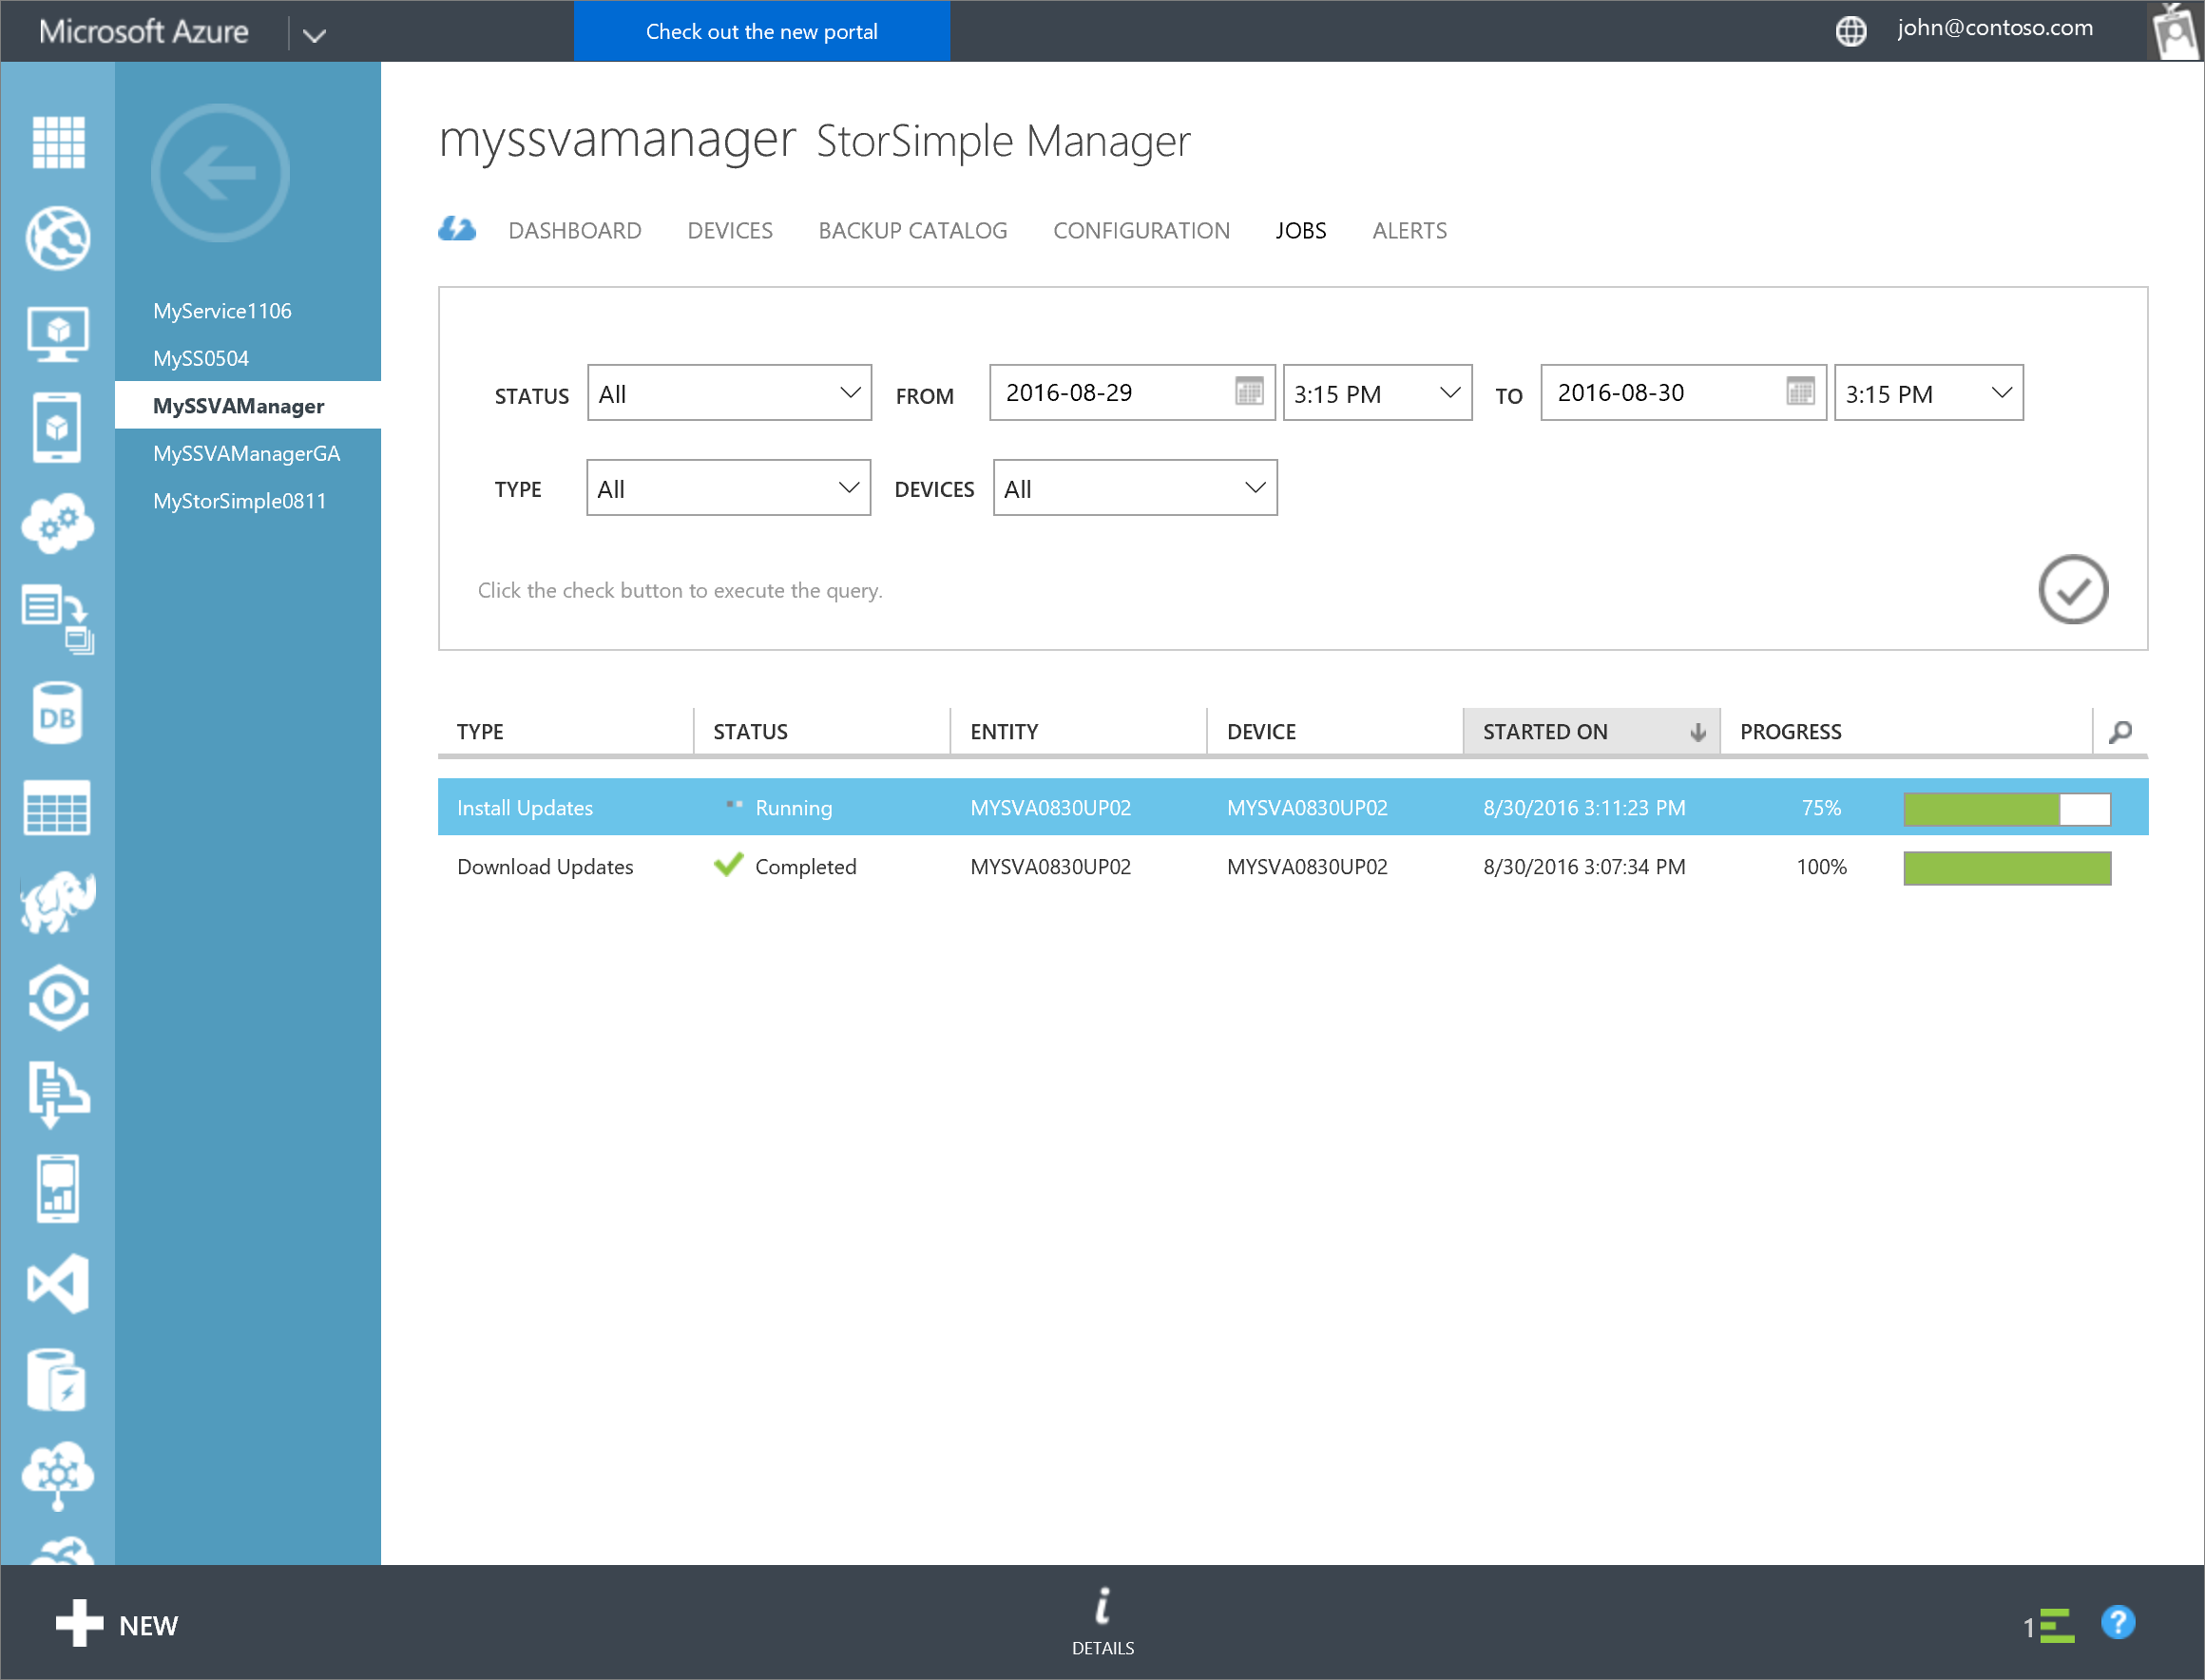 Microsoft Azure
Check out the new portal
john@contoso.com
MyService1106
MySS0504
MySSVAManager
MySSVAManagerGA
MyStorSimple0811
myssvamanager StorSimple Manager
DASHBOARD DEVICES BACKUP CATALOG CONFIGURATION JOBS ALERTS
STATUS All FROM 2016-08-29 3:15 PM TO 2016-08-30 3:15 PM
TYPE All DEVICES All
Click the check button to execute the query.
TYPE STATUS ENTITY DEVICE STARTED ON PROGRESS
Install Updates Running MYSVA0830UP02 MYSVA0830UP02 8/30/2016 3:11:23 PM 75%
Download Updates Completed MYSVA0830UP02 MYSVA0830UP02 8/30/2016 3:07:34 PM 100%
DB
NEW
i
DETAILS
1
?